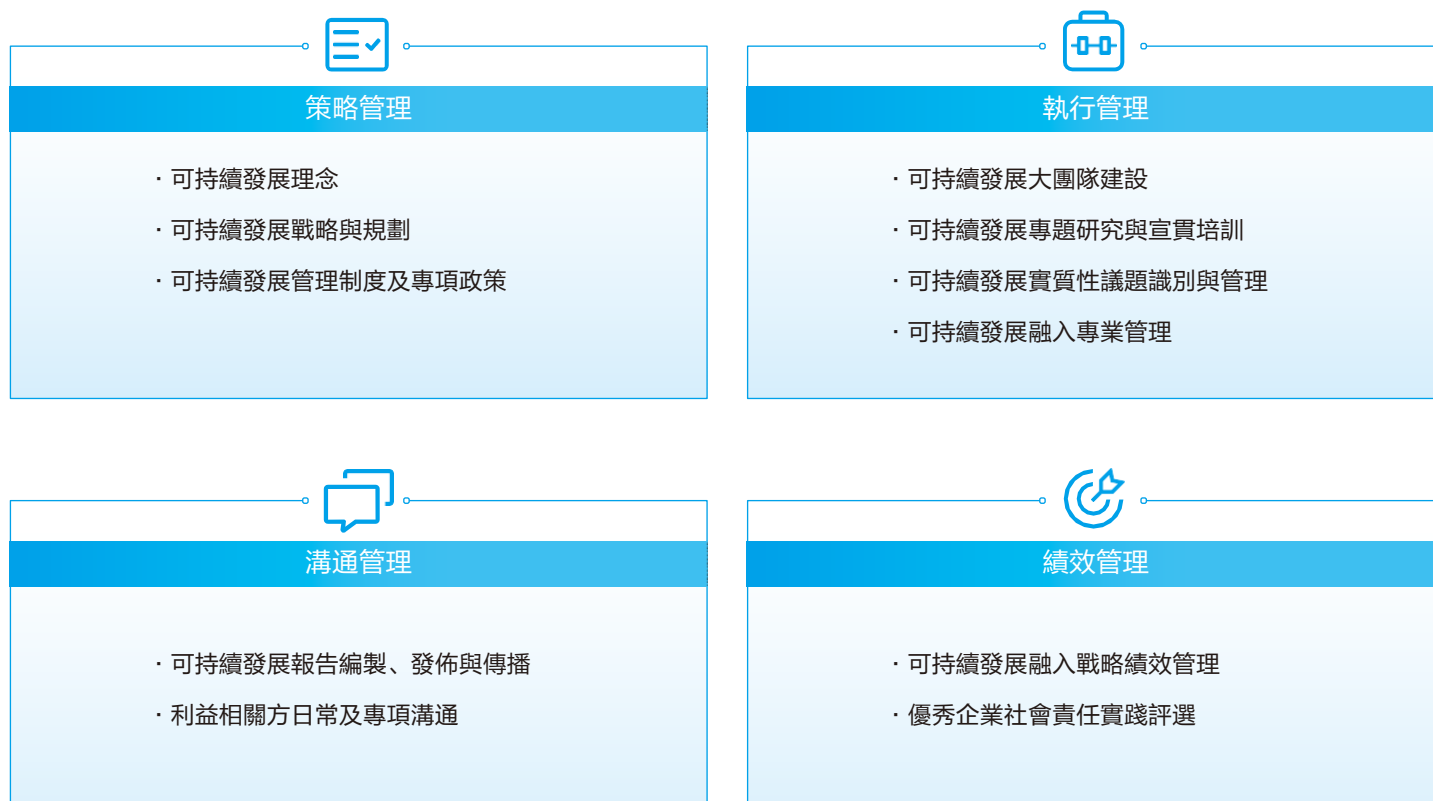 策略管理
·可持續發展理念
·可持續發展戰略與規劃
·可持續發展管理制度及專項政策
執行管理
·可持續發展大團隊建設
·可持續發展專題研究與宣貫培訓
·可持續發展實質性議題識別與管理
·可持續發展融入專業管理
溝通管理
·可持續發展報告編製、發佈與傳播
·利益相關方日常及專項溝通
績效管理
·可持續發展融入戰略績效管理
·優秀企業社會責任實踐評選